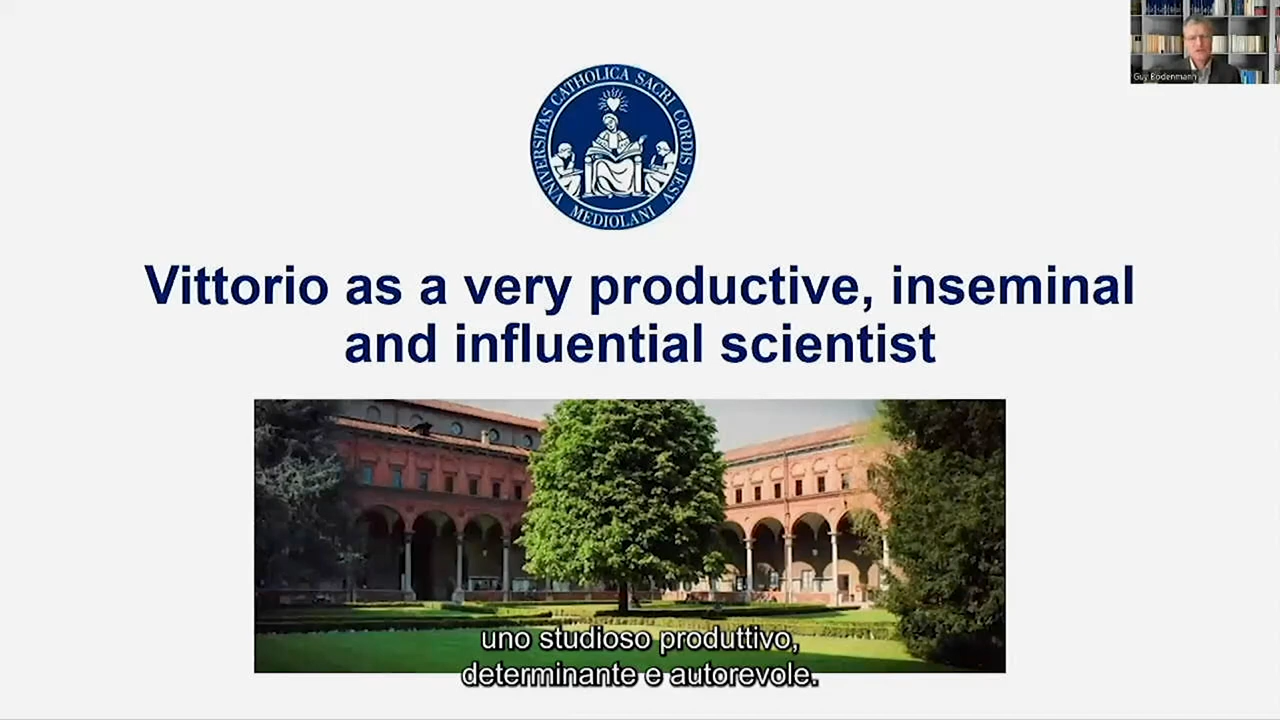 Guy Bodenmann
UNIVERSITAS CATHOLICA SACRI CORDIS JESV
MEDIOLANI
Vittorio as a very productive, inseminal
and influential scientist
uno studioso produttivo,
determinante e autorevole.